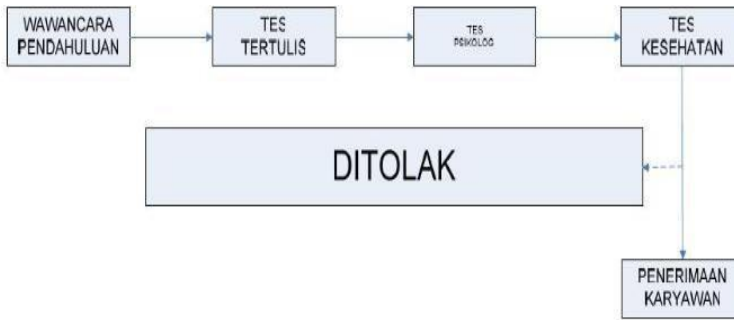 WAWANCARA
PENDAHULUAN
TES
TERTULIS
TES
PSIKOLOG
TES
KESEHATAN
DITOLAK
PENERIMAAN
KARYAWAN